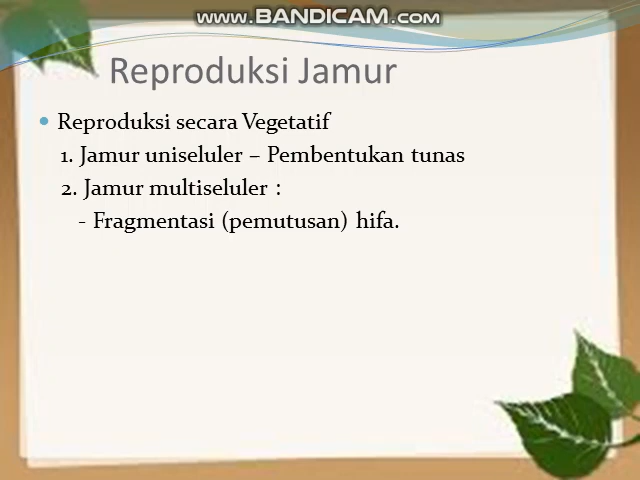 www.BANDICAM.com
Reproduksi Jamur
• Reproduksi secara Vegetatif
1. Jamur uniseluler – Pembentukan tunas
2. Jamur multiseluler :
- Fragmentasi (pemutusan) hifa.